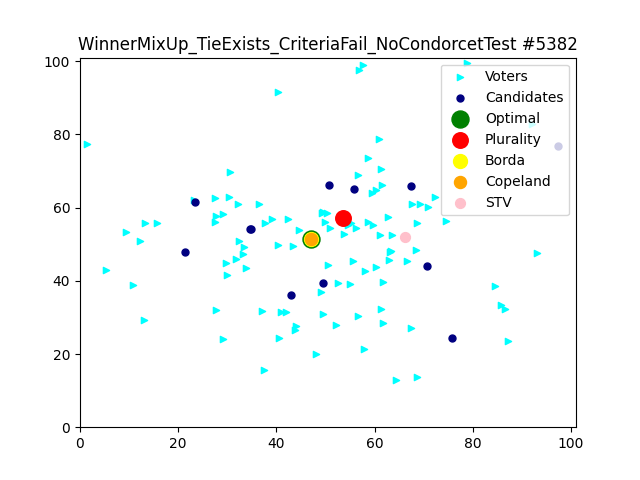 WinnerMixUp_TieExists_CriteriaFail_NoCondorcetTest #5382
100
80
60
40
20
0
0 20 40 60 80 100
Voters
Candidates
Optimal
Plurality
Borda
Copeland
STV